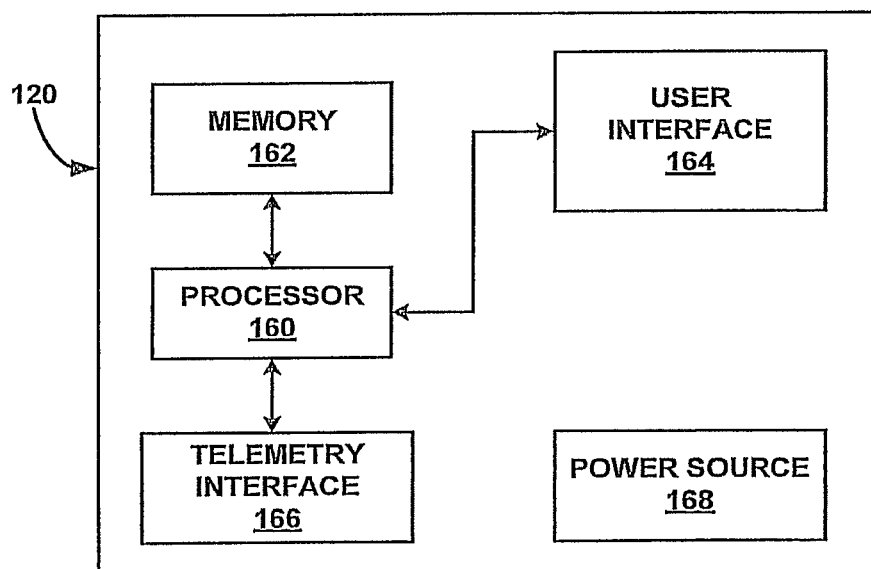 120
MEMORY
162
USER
INTERFACE
164
PROCESSOR
160
TELEMETRY
INTERFACE
166
POWER SOURCE
168